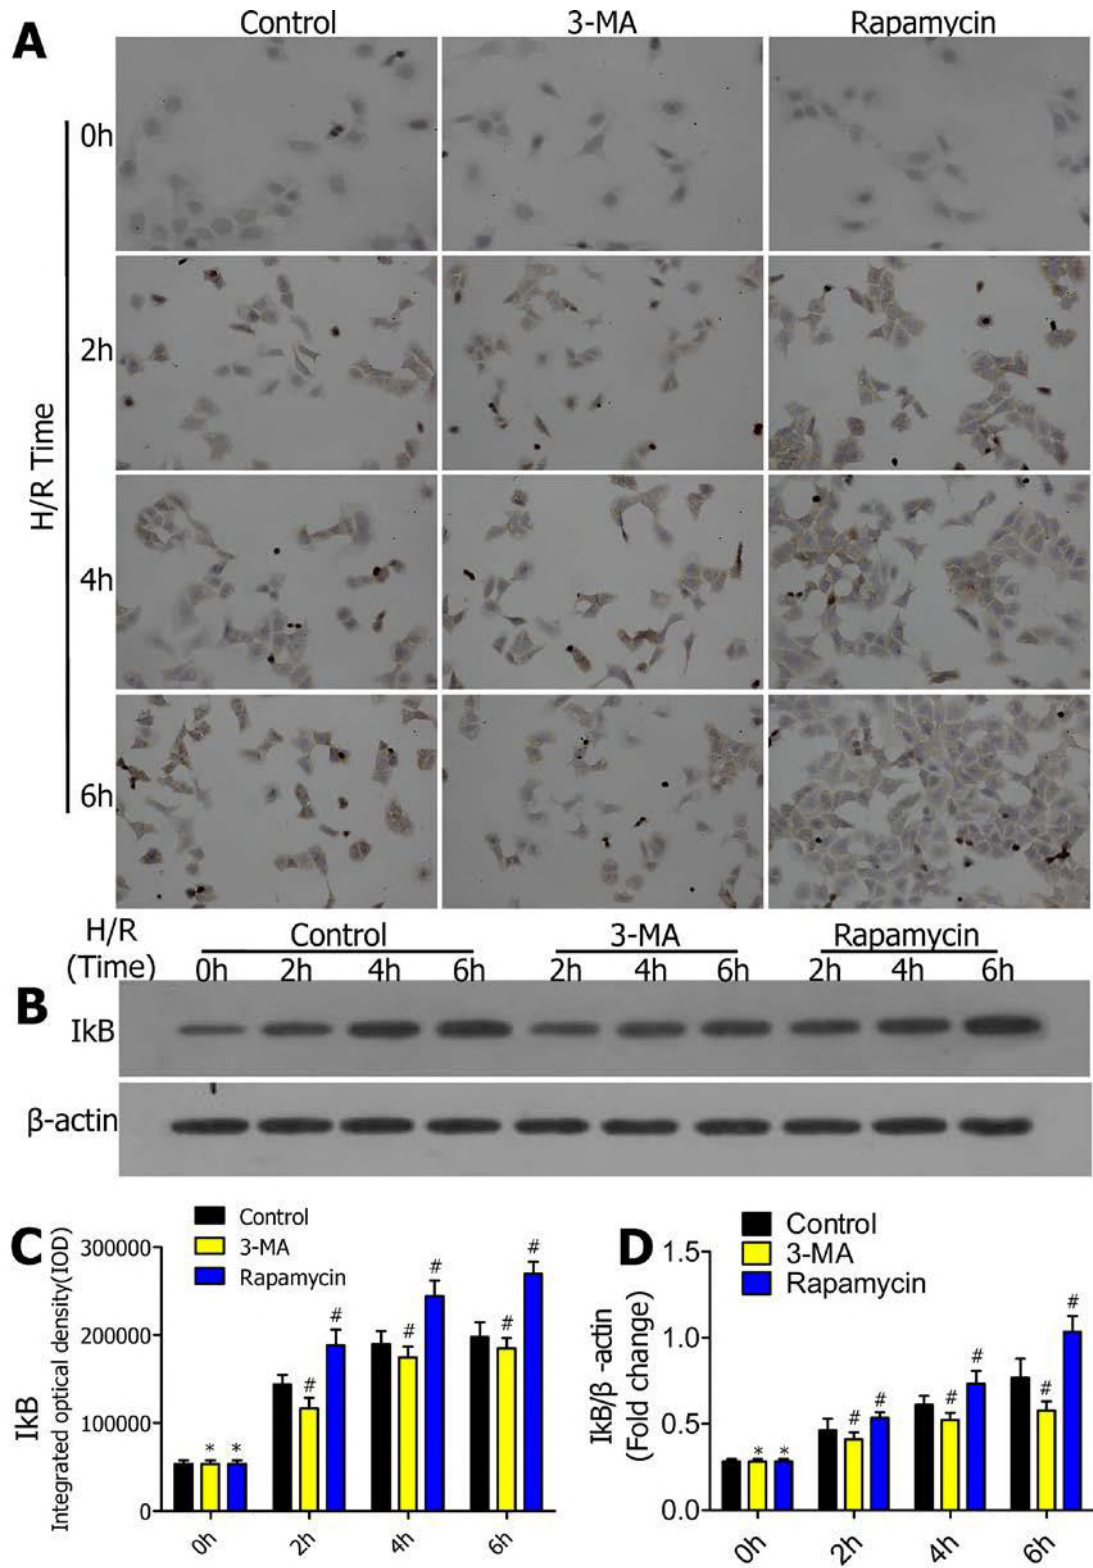 A
Control 3-MA Rapamycin
H/R Time
0h
2h
4h
6h
H/R (Time)
Control 3-MA Rapamycin
0h 2h 4h 6h 2h 4h 6h 2h 4h 6h
B
IkB
β-actin
C
Control
3-MA
Rapamycin
IkB
Integrated optical density(IOD)
300000
200000
100000
0
* *
# #
# #
# #
0h 2h 4h 6h
D
Control
3-MA
Rapamycin
IkB/β -actin
(Fold change)
1.5
1.0
0.5
0.0
* *
# #
# #
# #
0h 2h 4h 6h